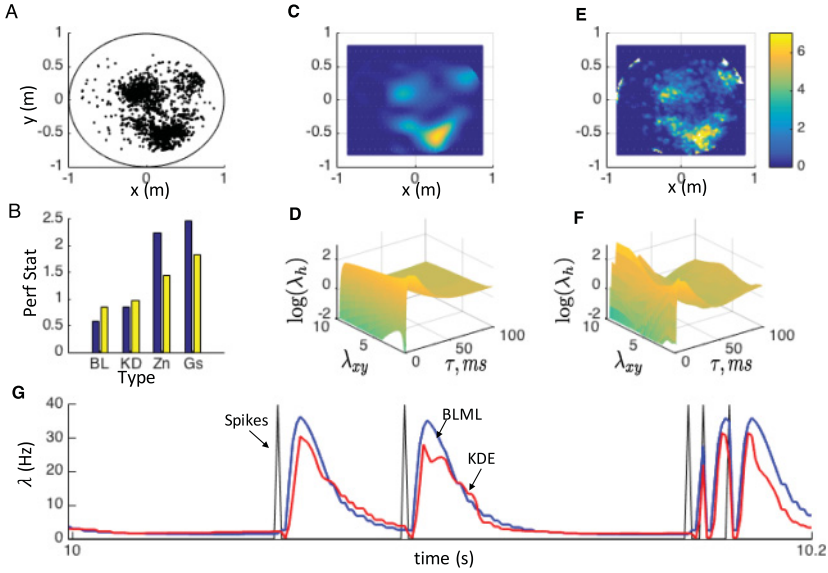 A
y (m)
1
0.5
0
-0.5
-1
-1 0 1
x (m)
B
Perf Stat
2.5
2
1.5
1
0.5
0
BL KD Zn Gs
Type
C
1
0.5
0
-0.5
-1
-1 0 1
x (m)
D
log(λh)
2
0
-2
10 5 0
λxy
0 50 100
τ, ms
E
1
0.5
0
-0.5
-1
-1 0 1
x (m)
6
4
2
0
F
log(λh)
2
0
-2
10 5 0
λxy
0 50 100
τ, ms
G
λ (Hz)
40
30
20
10
0
Spikes
BLML
KDE
10 10.2
time (s)